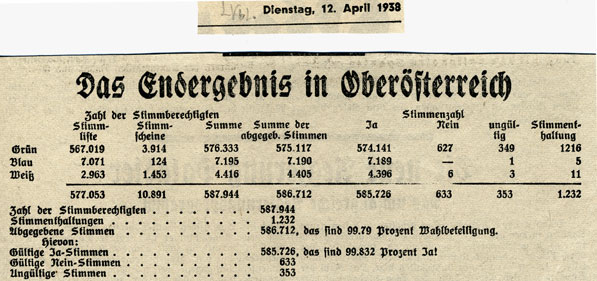 Dienstag, 12. April 1938
Das Endergebnis in Oberösterreich
Zahl der Stimmberechtigten Stimmenzahl
Stimm- Stimm- Summe Summe der Ja Nein ungül- Stimment-
liste scheine abgegeb. Stimmen tig haltung
Grün 567.019 3.914 576.333 575.117 574.141 627 349 1216
Blau 7.071 124 7.195 7.190 7.189 — 1 5
Weiß 2.963 1.453 4.416 4.405 4.396 6 3 11
577.053 10.891 587.944 586.712 585.726 633 353 1.232
Zahl der Stimmberechtigten . . . . . . . . . 587.944
Stimmenthaltungen . . . . . . . . . . . 1.232
Abgegebene Stimmen . . . . . . . . . . . 586.712, das sind 99.79 Prozent Wahlbeteiligung.
Hievon:
Gültige Ja-Stimmen . . . . . . . . . . . 585.726, das sind 99.832 Prozent Ja!
Gültige Nein-Stimmen . . . . . . . . . . . 633
Ungültige Stimmen . . . . . . . . . . . 353